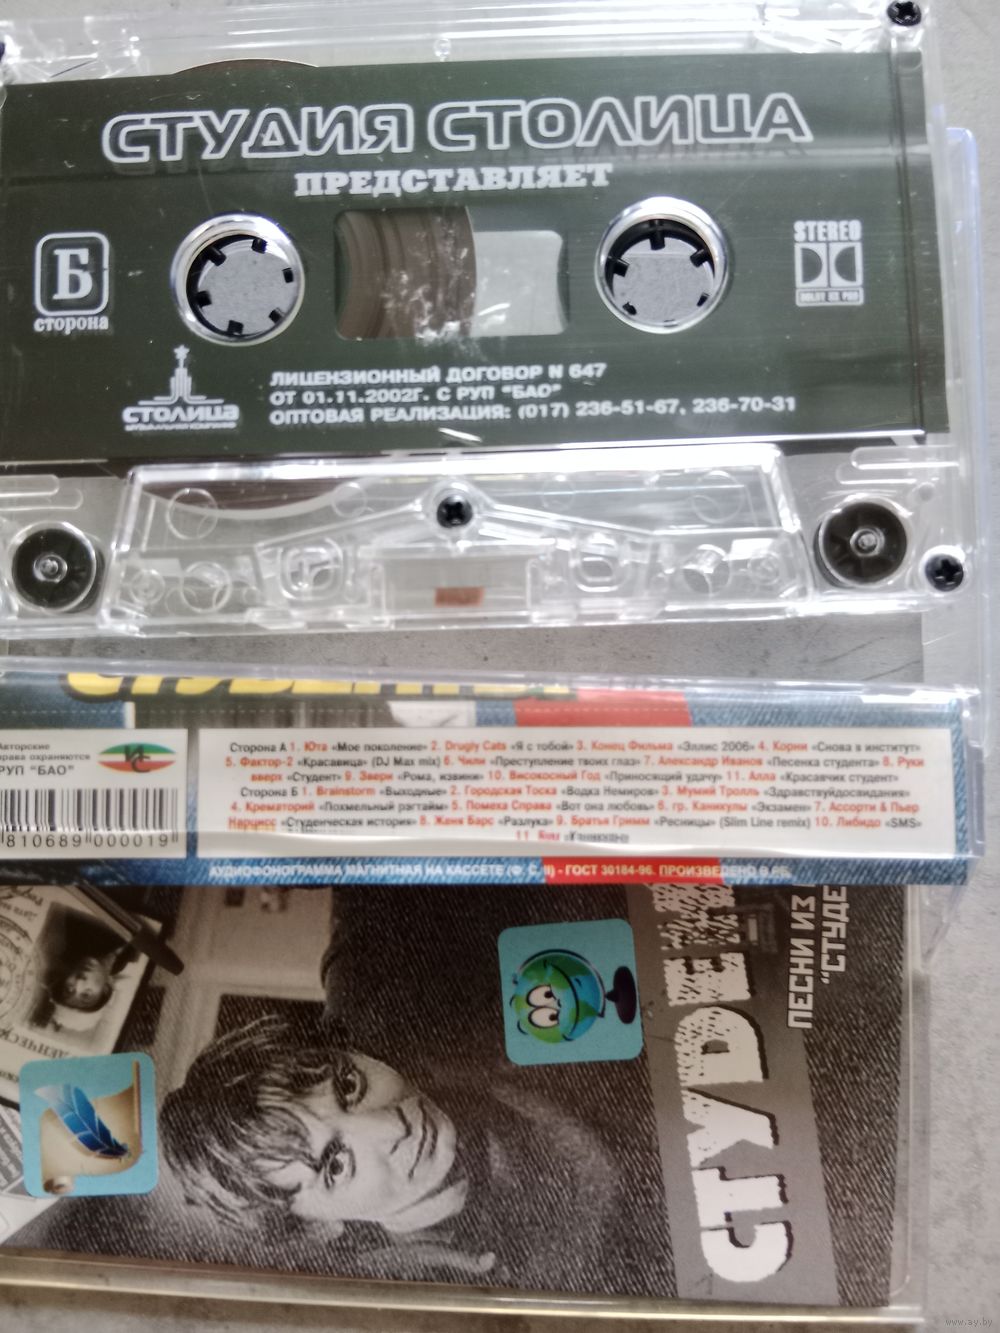 СТУДИЯ СТОЛИЦА
ПРЕДСТАВЛЯЕТ
Б
сторона
STEREO
СТОЛИЦА
ЛИЦЕНЗИОННЫЙ ДОГОВОР N 647
ОТ 01.11.2002Г. С РУП "БАО"
ОПТОВАЯ РЕАЛИЗАЦИЯ: (017) 236-51-67, 236-70-31
Авторские
права охраняются
РУП "БАО"
ИС
810689 000019
Сторона А 1. Юта «Мое поколение» 2. Drugiy Cats «Я с тобой» 3. Конец Фильма «Эллис 2006» 4. Корни «Снова в институт»
5. Фактор-2 «Красавица» (DJ Max mix) 6. Чили «Преступление твоих глаз» 7. Александр Иванов «Песенка студента» 8. Руки
вверх «Студент» 9. Звери «Рома, извини» 10. Високосный Год «Приносящий удачу» 11. Алла «Красавчик студент»
Сторона Б 1. Brainstorm «Выходные» 2. Городская Тоска «Водка Немиров» 3. Мумий Тролль «Здравствуйдосвидания»
4. Крематорий «Похмельный рэгтайм» 5. Помеха Справа «Вот она любовь» 6. гр. Каникулы «Экзамен» 7. Ассорти & Пьер
Нарцисс «Студенческая история» 8. Женя Барс «Разлука» 9. Братья Гримм «Ресницы» (Slim Line remix) 10. Либидо «SMS»
11.
АУДИОФОНОГРАММА МАГНИТНАЯ НА КАССЕТЕ (Ф. С. II) - ГОСТ 30184-96. ПРОИЗВЕДЕНО В РБ.
ПЕСНИ ИЗ
www.ay.by